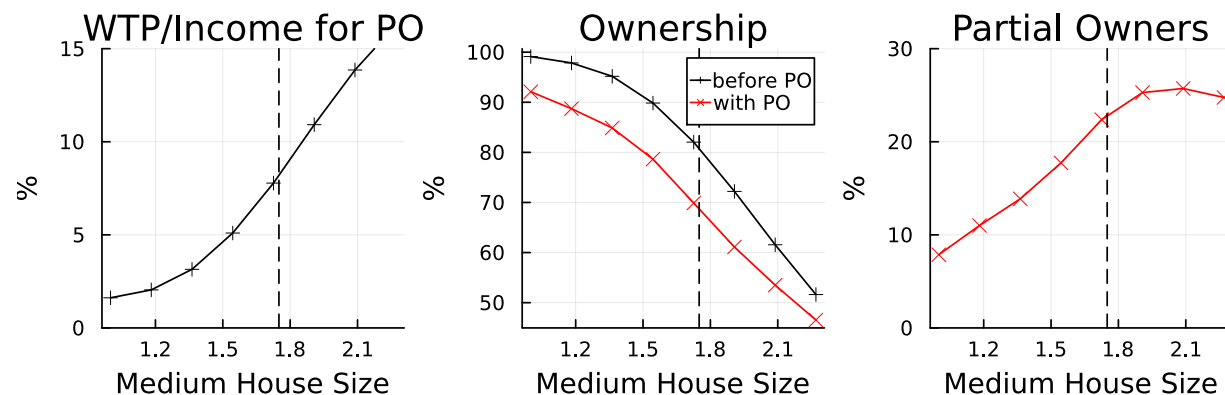 WTP/Income for PO
15
10
5
0
%
1.2 1.5 1.8 2.1
Medium House Size
Ownership
100
90
80
70
60
50
%
before PO
with PO
1.2 1.5 1.8 2.1
Medium House Size
Partial Owners
30
20
10
0
%
1.2 1.5 1.8 2.1
Medium House Size